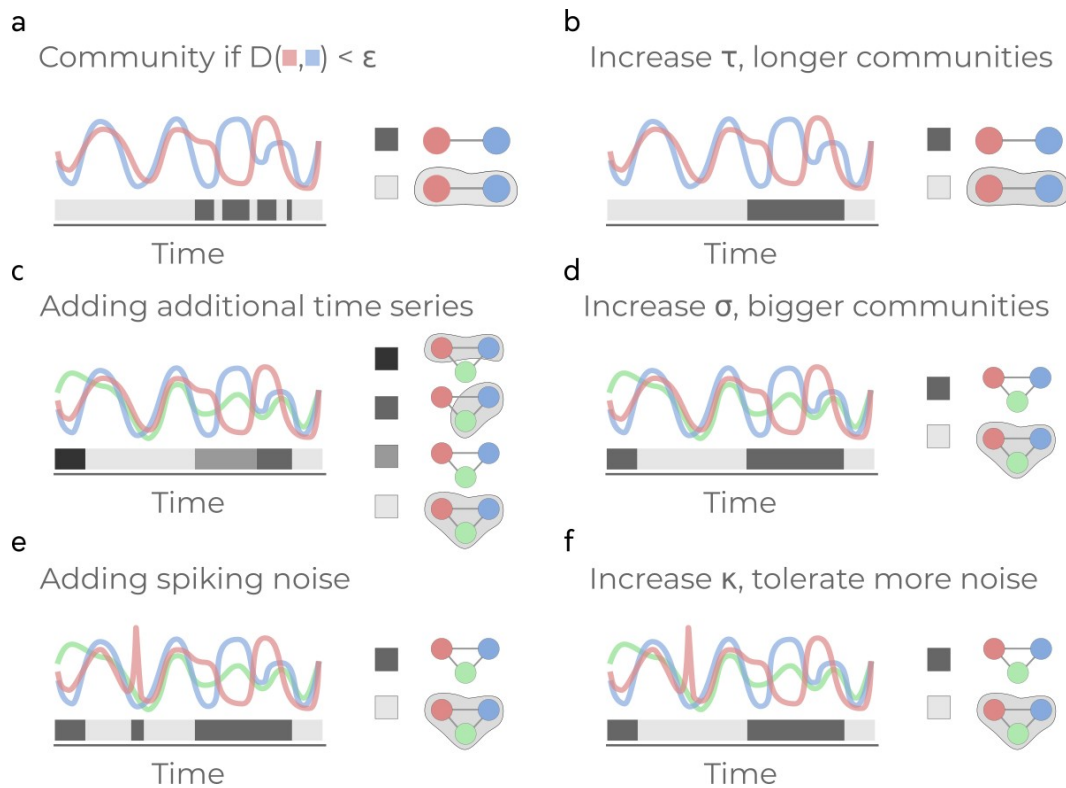 a
Community if D( , ) < ε
Time
b
Increase τ, longer communities
Time
c
Adding additional time series
Time
d
Increase σ, bigger communities
Time
e
Adding spiking noise
Time
f
Increase κ, tolerate more noise
Time